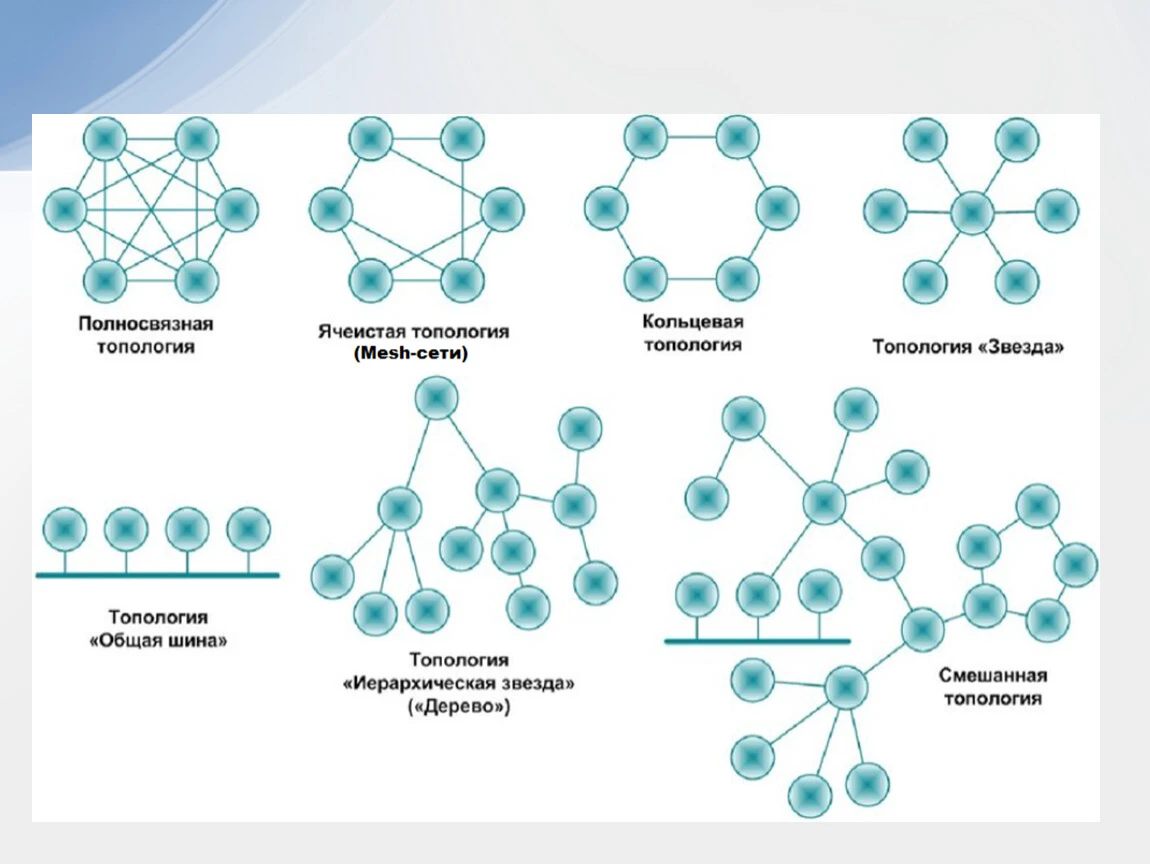 Полносвязная
топология
Ячеистая топология
(Mesh-сети)
Кольцевая
топология
Топология «Звезда»
Топология
«Общая шина»
Топология
«Иерархическая звезда»
(«Дерево»)
Смешанная
топология